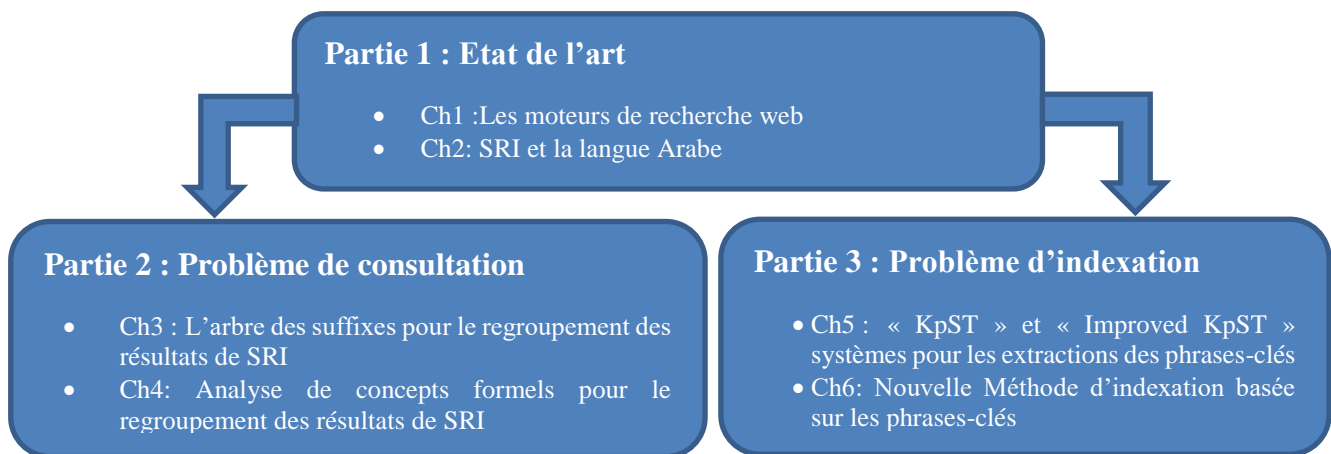 Partie 1 : Etat de l’art
• Ch1 :Les moteurs de recherche web
• Ch2: SRI et la langue Arabe
Partie 2 : Problème de consultation
• Ch3 : L’arbre des suffixes pour le regroupement des
résultats de SRI
• Ch4: Analyse de concepts formels pour le
regroupement des résultats de SRI
Partie 3 : Problème d’indexation
• Ch5 : « KpST » et « Improved KpST »
systèmes pour les extractions des phrases-clés
• Ch6: Nouvelle Méthode d’indexation basée
sur les phrases-clés